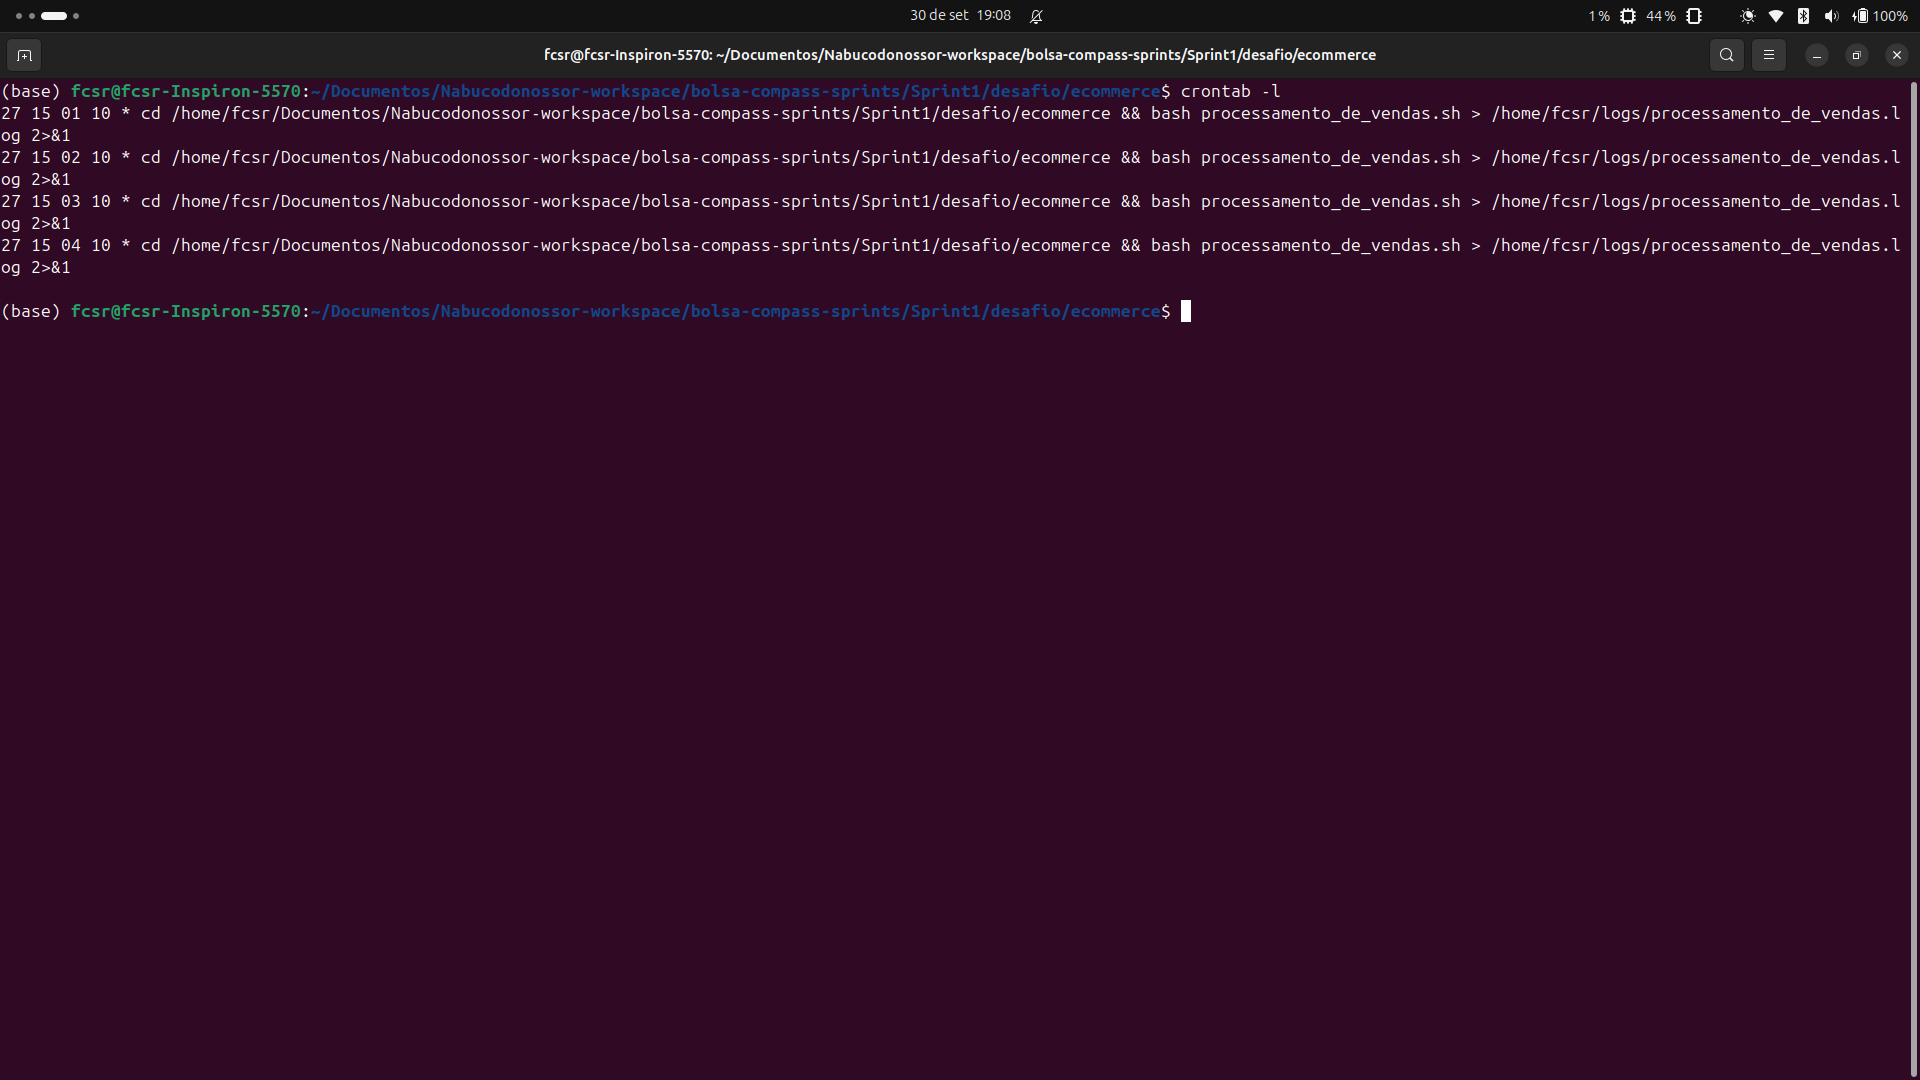 30 de set 19:08
1% 44% 100%
fcsr@fcsr-Inspiron-5570: ~/Documentos/Nabucodonossor-workspace/bolsa-compass-sprints/Sprint1/desafio/ecommerce
(base) fcsr@fcsr-Inspiron-5570:~/Documentos/Nabucodonossor-workspace/bolsa-compass-sprints/Sprint1/desafio/ecommerce$ crontab -l
27 15 01 10 * cd /home/fcsr/Documentos/Nabucodonossor-workspace/bolsa-compass-sprints/Sprint1/desafio/ecommerce && bash processamento_de_vendas.sh > /home/fcsr/logs/processamento_de_vendas.l
og 2>&1
27 15 02 10 * cd /home/fcsr/Documentos/Nabucodonossor-workspace/bolsa-compass-sprints/Sprint1/desafio/ecommerce && bash processamento_de_vendas.sh > /home/fcsr/logs/processamento_de_vendas.l
og 2>&1
27 15 03 10 * cd /home/fcsr/Documentos/Nabucodonossor-workspace/bolsa-compass-sprints/Sprint1/desafio/ecommerce && bash processamento_de_vendas.sh > /home/fcsr/logs/processamento_de_vendas.l
og 2>&1
27 15 04 10 * cd /home/fcsr/Documentos/Nabucodonossor-workspace/bolsa-compass-sprints/Sprint1/desafio/ecommerce && bash processamento_de_vendas.sh > /home/fcsr/logs/processamento_de_vendas.l
og 2>&1
(base) fcsr@fcsr-Inspiron-5570:~/Documentos/Nabucodonossor-workspace/bolsa-compass-sprints/Sprint1/desafio/ecommerce$